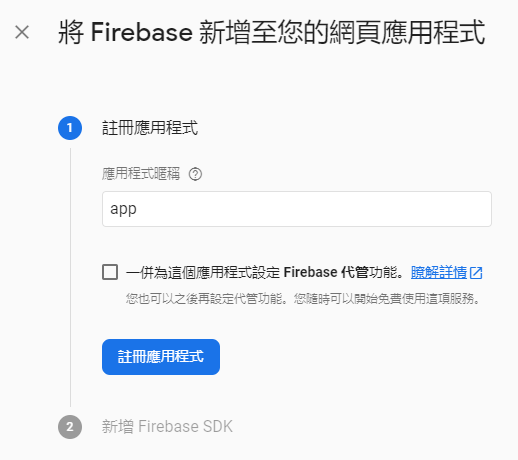 將 Firebase 新增至您的網頁應用程式
1 註冊應用程式
應用程式暱稱
app
一併為這個應用程式設定 Firebase 代管功能。瞭解詳情
您也可以之後再設定代管功能。您隨時可以開始免費使用這項服務。
註冊應用程式
2 新增 Firebase SDK